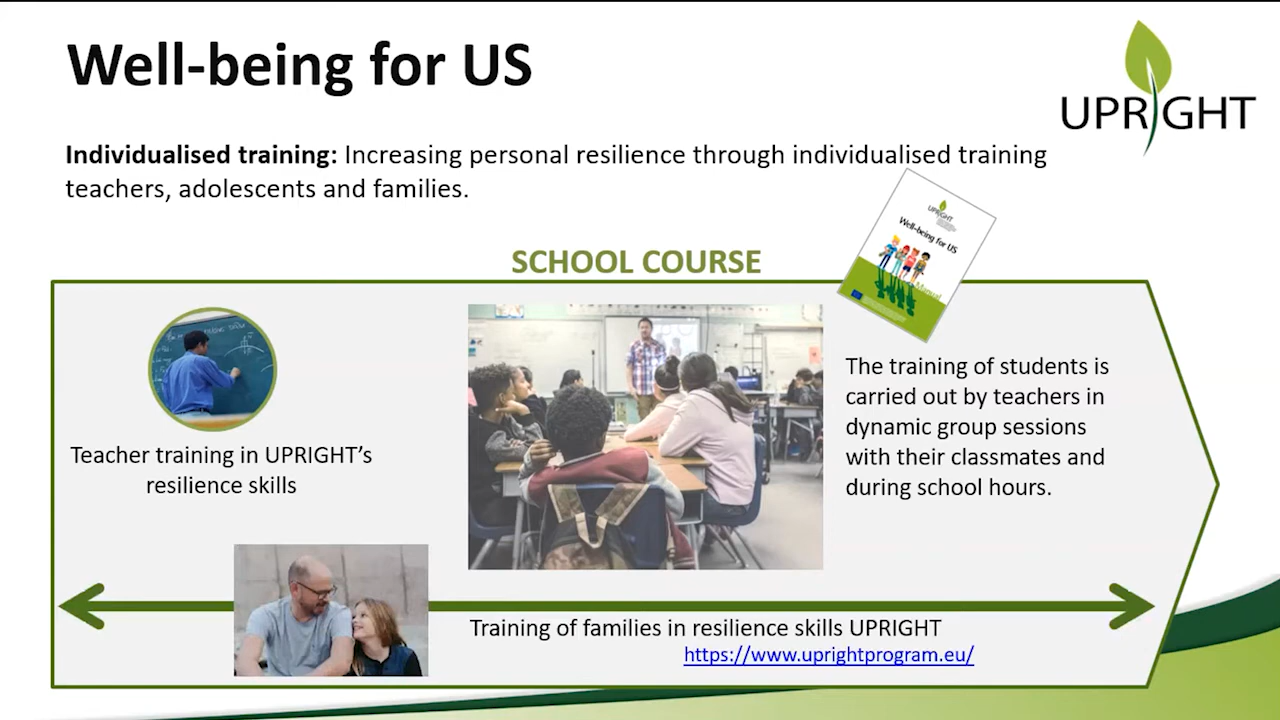 Well-being for US
UPRIGHT
Individualised training: Increasing personal resilience through individualised training
teachers, adolescents and families.
UPRIGHT
Well-being for US
Manual
SCHOOL COURSE
The training of students is
carried out by teachers in
dynamic group sessions
with their classmates and
during school hours.
Teacher training in UPRIGHT’s
resilience skills
Training of families in resilience skills UPRIGHT
https://www.uprightprogram.eu/